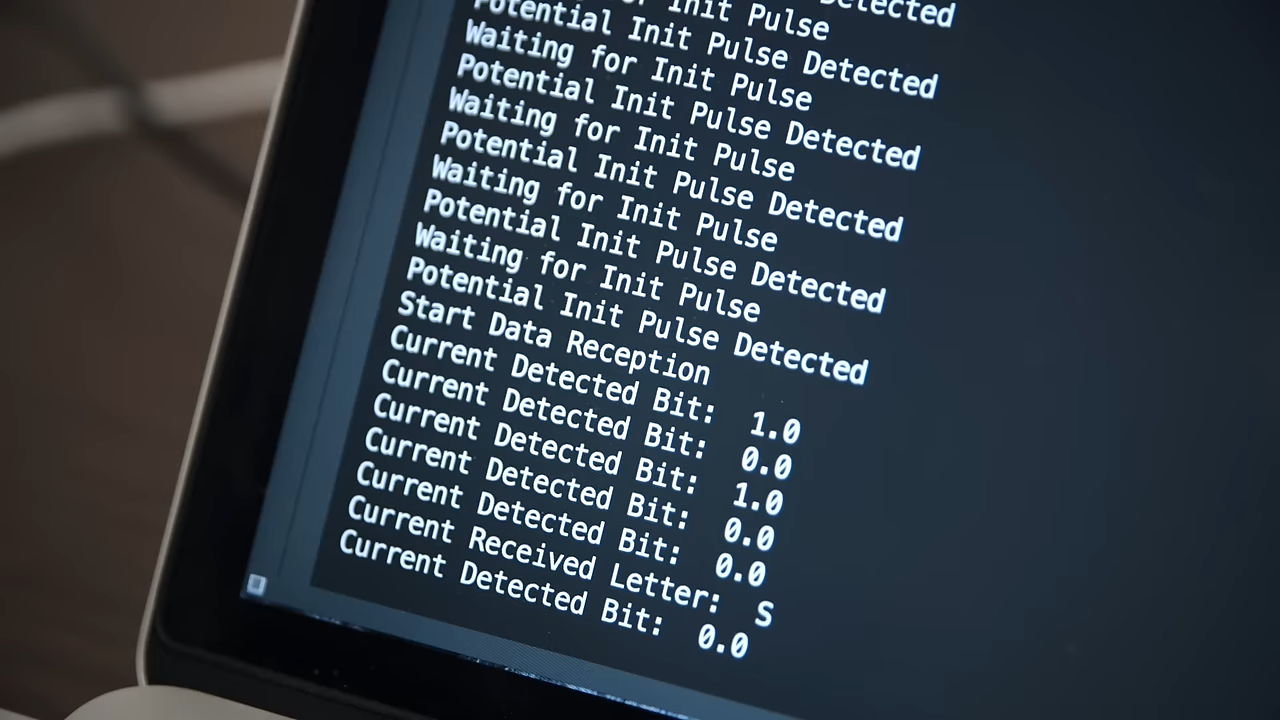 Detected
Init Pulse
Potential Init Pulse Detected
Waiting for Init Pulse
Potential Init Pulse Detected
Waiting for Init Pulse
Potential Init Pulse Detected
Waiting for Init Pulse
Potential Init Pulse Detected
Waiting for Init Pulse
Potential Init Pulse Detected
Start Data Reception
Current Detected Bit:  1.0
Current Detected Bit:  0.0
Current Detected Bit:  1.0
Current Detected Bit:  0.0
Current Detected Bit:  0.0
Current Received Letter:  S
Current Detected Bit:  0.0